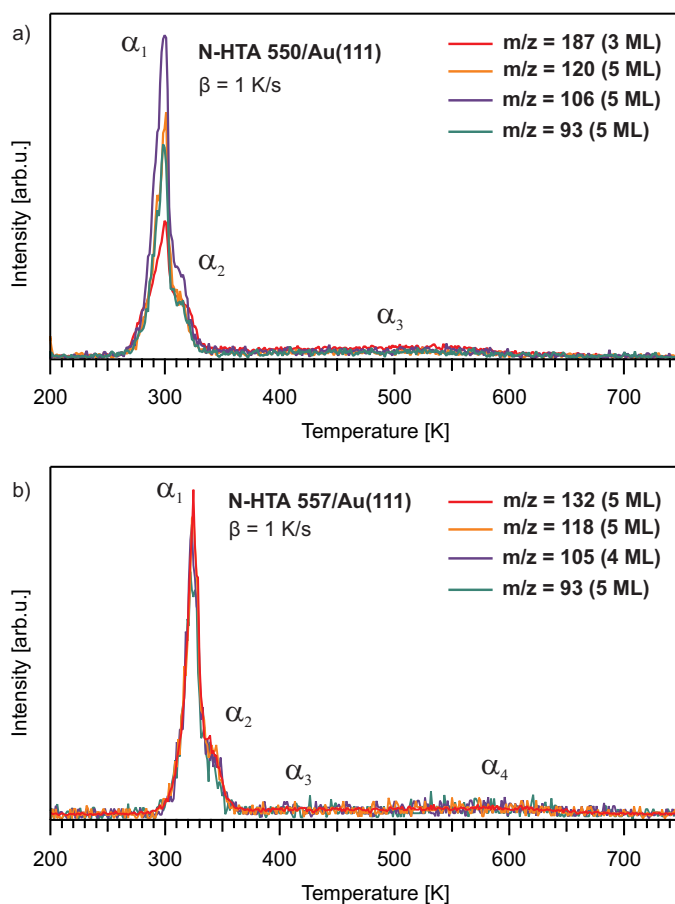 a)
α1
N-HTA 550/Au(111)
β = 1 K/s
m/z = 187 (3 ML)
m/z = 120 (5 ML)
m/z = 106 (5 ML)
m/z = 93 (5 ML)
α2
α3
Intensity [arb.u.]
200 300 400 500 600 700
Temperature [K]
b)
α1
N-HTA 557/Au(111)
β = 1 K/s
m/z = 132 (5 ML)
m/z = 118 (5 ML)
m/z = 105 (4 ML)
m/z = 93 (5 ML)
α2
α3
α4
Intensity [arb.u.]
200 300 400 500 600 700
Temperature [K]